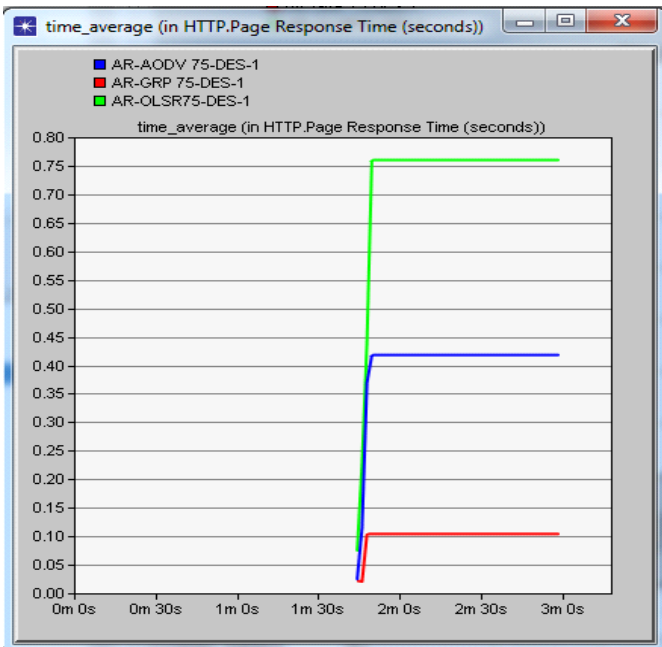 time_average (in HTTP.Page Response Time (seconds))
AR-AODV 75-DES-1
AR-GRP 75-DES-1
AR-OLSR75-DES-1
time_average (in HTTP.Page Response Time (seconds))
0.80
0.75
0.70
0.65
0.60
0.55
0.50
0.45
0.40
0.35
0.30
0.25
0.20
0.15
0.10
0.05
0.00
0m 0s 0m 30s 1m 0s 1m 30s 2m 0s 2m 30s 3m 0s